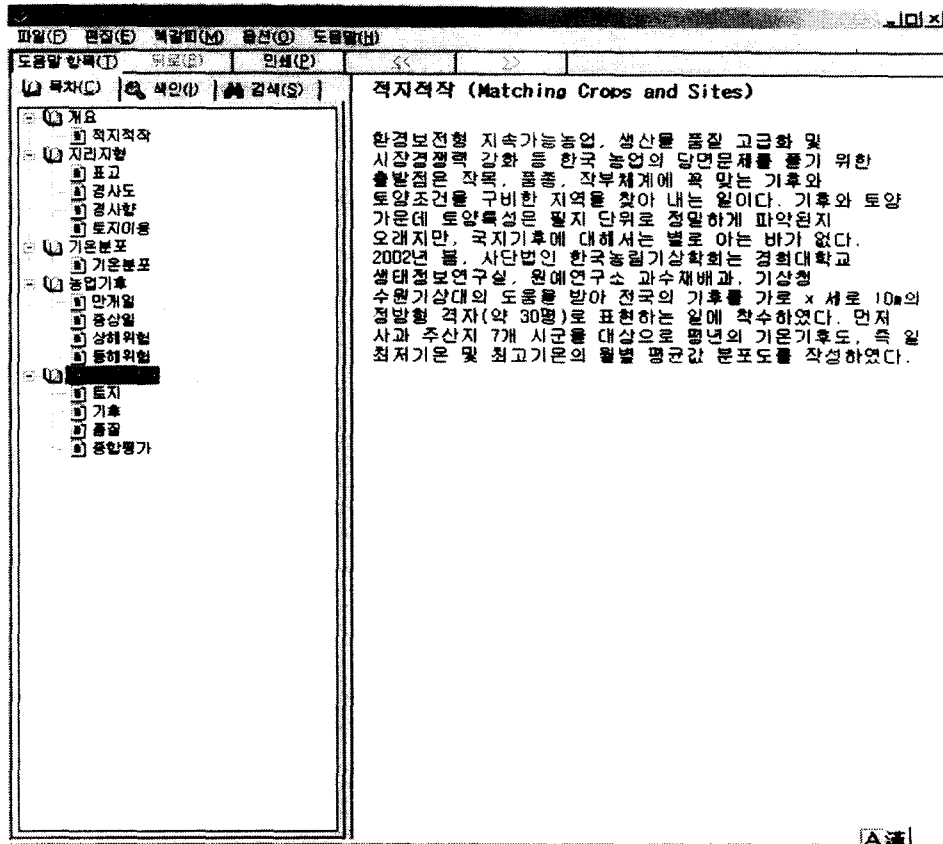 파일(F) 편집(E) 책갈피(M) 옵션(O) 도움말(H)
도움말 항목(T) 뒤로(B) 인쇄(P) << >>
목차(C) 색인(I) 검색(S)
개요
적지적작
지리지형
표고
경사도
경사향
토지이용
기온분포
기온분포
농업기후
만개일
종상일
상해위험
동해위험
토지
기후
품질
종합평가
적지적작 (Matching Crops and Sites)
환경보전형 지속가능농업, 생산물 품질 고급화 및
시장경쟁력 강화 등 한국 농업의 당면문제를 풀기 위한
출발점은 작목, 품종, 작부체계에 꼭 맞는 기후와
토양조건을 구비한 지역을 찾아 내는 일이다. 기후와 토양
가운데 토양특성은 필지 단위로 정밀하게 파악된지
오래지만, 국지기후에 대해서는 별로 아는 바가 없다.
2002년 봄, 사단법인 한국농림기상학회는 경희대학교
생태정보연구실, 원예연구소 과수재배과, 기상청
수원기상대의 도움을 받아 전국의 기후를 가로 x 세로 10m의
정방형 격자(약 30평)로 표현하는 일에 착수하였다. 먼저
사과 주산지 7개 시군을 대상으로 평년의 기온기후도, 즉 일
최저기온 및 최고기온의 월별 평균값 분포도를 작성하였다.
A 漢